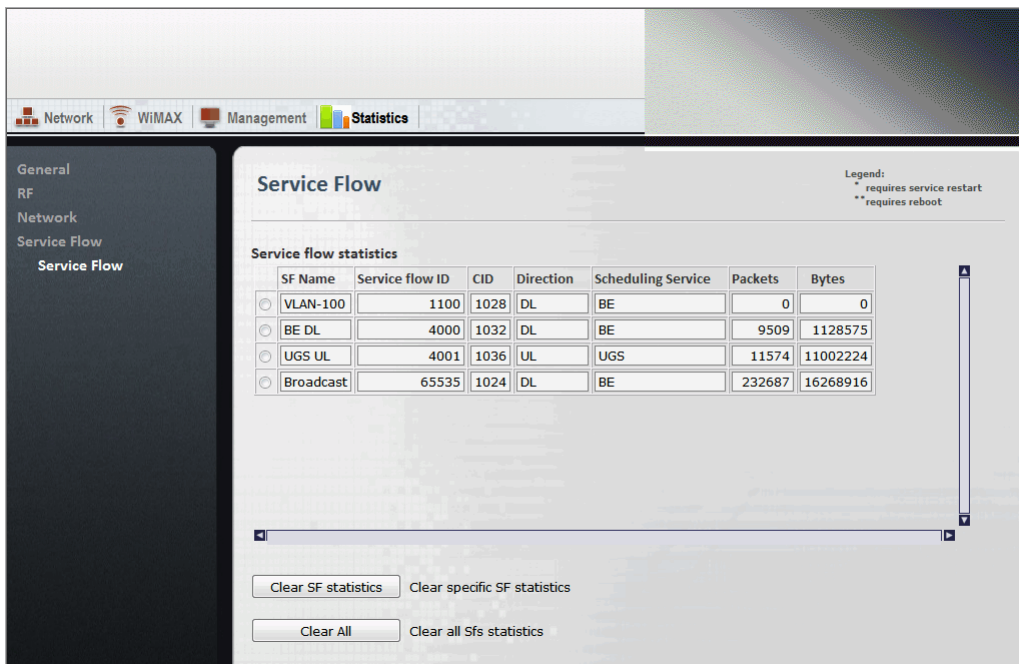 Network WiMAX Management Statistics
General
RF
Network
Service Flow
Service Flow
Service Flow
Legend:
* requires service restart
**requires reboot
Service flow statistics
SF Name Service flow ID CID Direction Scheduling Service Packets Bytes
VLAN-100 1100 1028 DL BE 0 0
BE DL 4000 1032 DL BE 9509 1128575
UGS UL 4001 1036 UL UGS 11574 11002224
Broadcast 65535 1024 DL BE 232687 16268916
Clear SF statistics Clear specific SF statistics
Clear All Clear all Sfs statistics